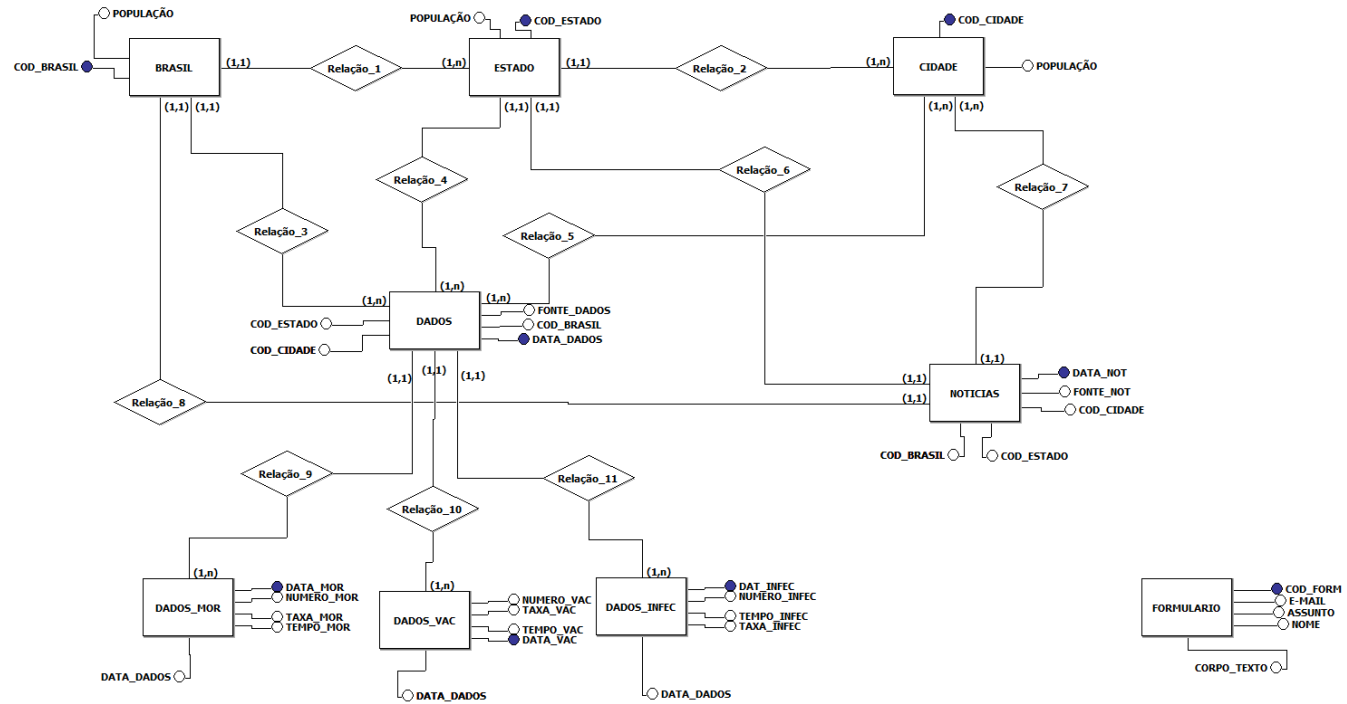 POPULAÇÃO
COD_BRASIL
BRASIL
(1,1)
Relação_1
(1,n)
POPULAÇÃO
COD_ESTADO
ESTADO
(1,1)
Relação_2
(1,n)
COD_CIDADE
CIDADE
POPULAÇÃO
(1,1) (1,1)
(1,1) (1,1)
(1,n) (1,n)
Relação_4
Relação_6
Relação_7
Relação_3
Relação_5
(1,n)
(1,n)
(1,n)
DADOS
COD_ESTADO
COD_CIDADE
FONTE_DADOS
COD_BRASIL
DATA_DADOS
(1,1)
(1,1)
(1,1)
(1,1)
(1,1)
(1,1)
NOTICIAS
DATA_NOT
FONTE_NOT
COD_CIDADE
COD_BRASIL
COD_ESTADO
Relação_8
Relação_9
Relação_10
Relação_11
(1,n)
DADOS_MOR
DATA_MOR
NUMERO_MOR
TAXA_MOR
TEMPO_MOR
DATA_DADOS
(1,n)
DADOS_VAC
NUMERO_VAC
TAXA_VAC
TEMPO_VAC
DATA_VAC
DATA_DADOS
(1,n)
DADOS_INFEC
DAT_INFEC
NUMERO_INFEC
TEMPO_INFEC
TAXA_INFEC
DATA_DADOS
FORMULARIO
COD_FORM
E-MAIL
ASSUNTO
NOME
CORPO_TEXTO